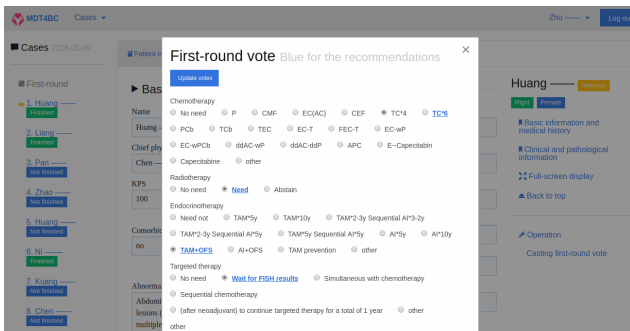 MDT4BC Cases Zhu —— Log ou
Cases 2018-05-09
Patient in
First-round vote Blue for the recommendations ×
Update votes
First-round
1. Huang ——
Finished
2. Liang ——
Finished
3. Pan ——
Not finished
4. Zhao ——
Not finished
5. Huang ——
Not finished
6. Ni ——
Finished
7. Kuang ——
Not finished
8. Chen ——
Not finished
Bas
Name
Huang -
Chief phy
Chen —
KPS
100
Comorbid
no
Abnorma
Abdomi
lesions (
multiple
Chemotherapy
No need P CMF EC(AC) CEF TC*4 TC*6
PCb TCb TEC EC-T FEC-T EC-wP
EC-wPCb ddAC-wP ddAC-ddP APC E--Capecitabin
Capecitabine other
Radiotherapy
No need Need Abstain
Endocrinotherapy
Need not TAM*5y TAM*10y TAM*2-3y Sequential AI*3-2y
TAM*2-3y Sequential AI*5y TAM*5y Sequential AI*5y AI*5y AI*10y
TAM+OFS AI+OFS TAM prevention other
Targeted therapy
No need Wait for FISH results Simultaneous with chemotherapy
Sequential chemotherapy
(after neoadjuvant) to continue targeted therapy for a total of 1 year other
other
Huang —— Adjuvant
Right Female
Basic information and
medical history
Clinical and pathological
information
Full-screen display
Back to top
Operation
Casting first-round vote